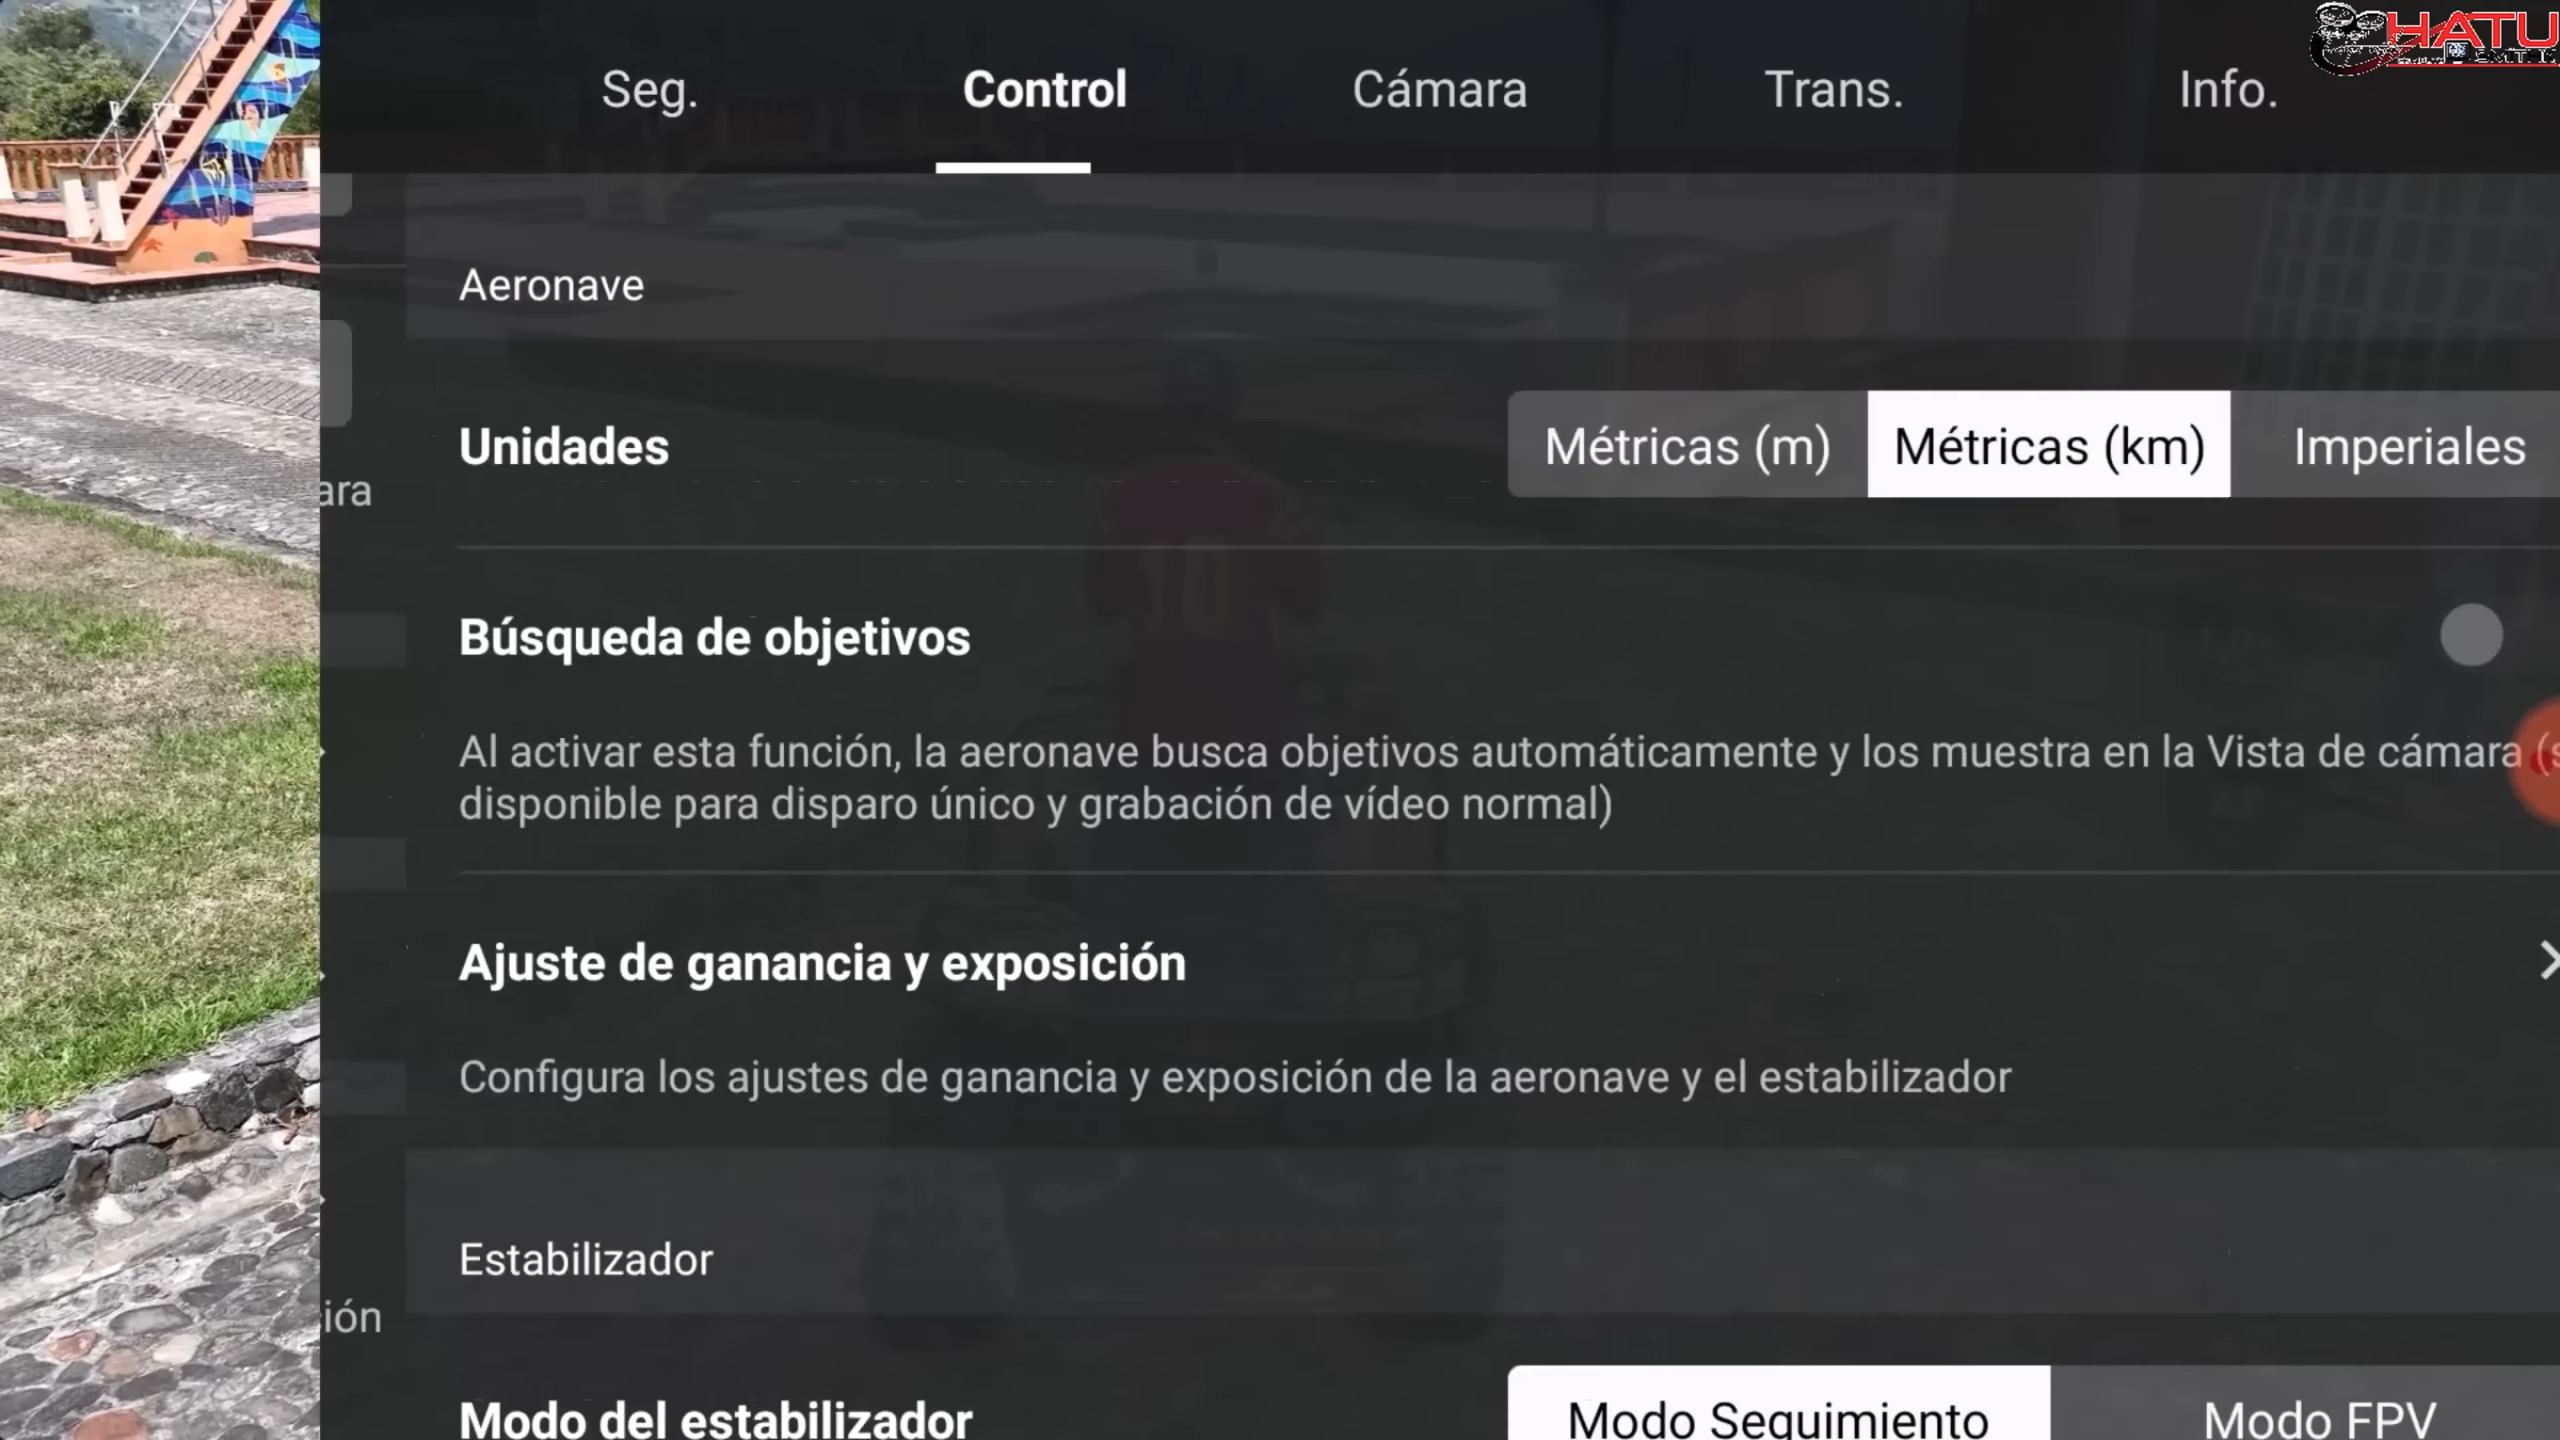 HATU
Seg.
Control
Cámara
Trans.
Info.
Aeronave
Unidades
Métricas (m)
Métricas (km)
Imperiales
ara
Búsqueda de objetivos
Al activar esta función, la aeronave busca objetivos automáticamente y los muestra en la Vista de cámara (s
disponible para disparo único y grabación de vídeo normal)
Ajuste de ganancia y exposición
Configura los ajustes de ganancia y exposición de la aeronave y el estabilizador
Estabilizador
ión
Modo del estabilizador
Modo Seguimiento
Modo FPV